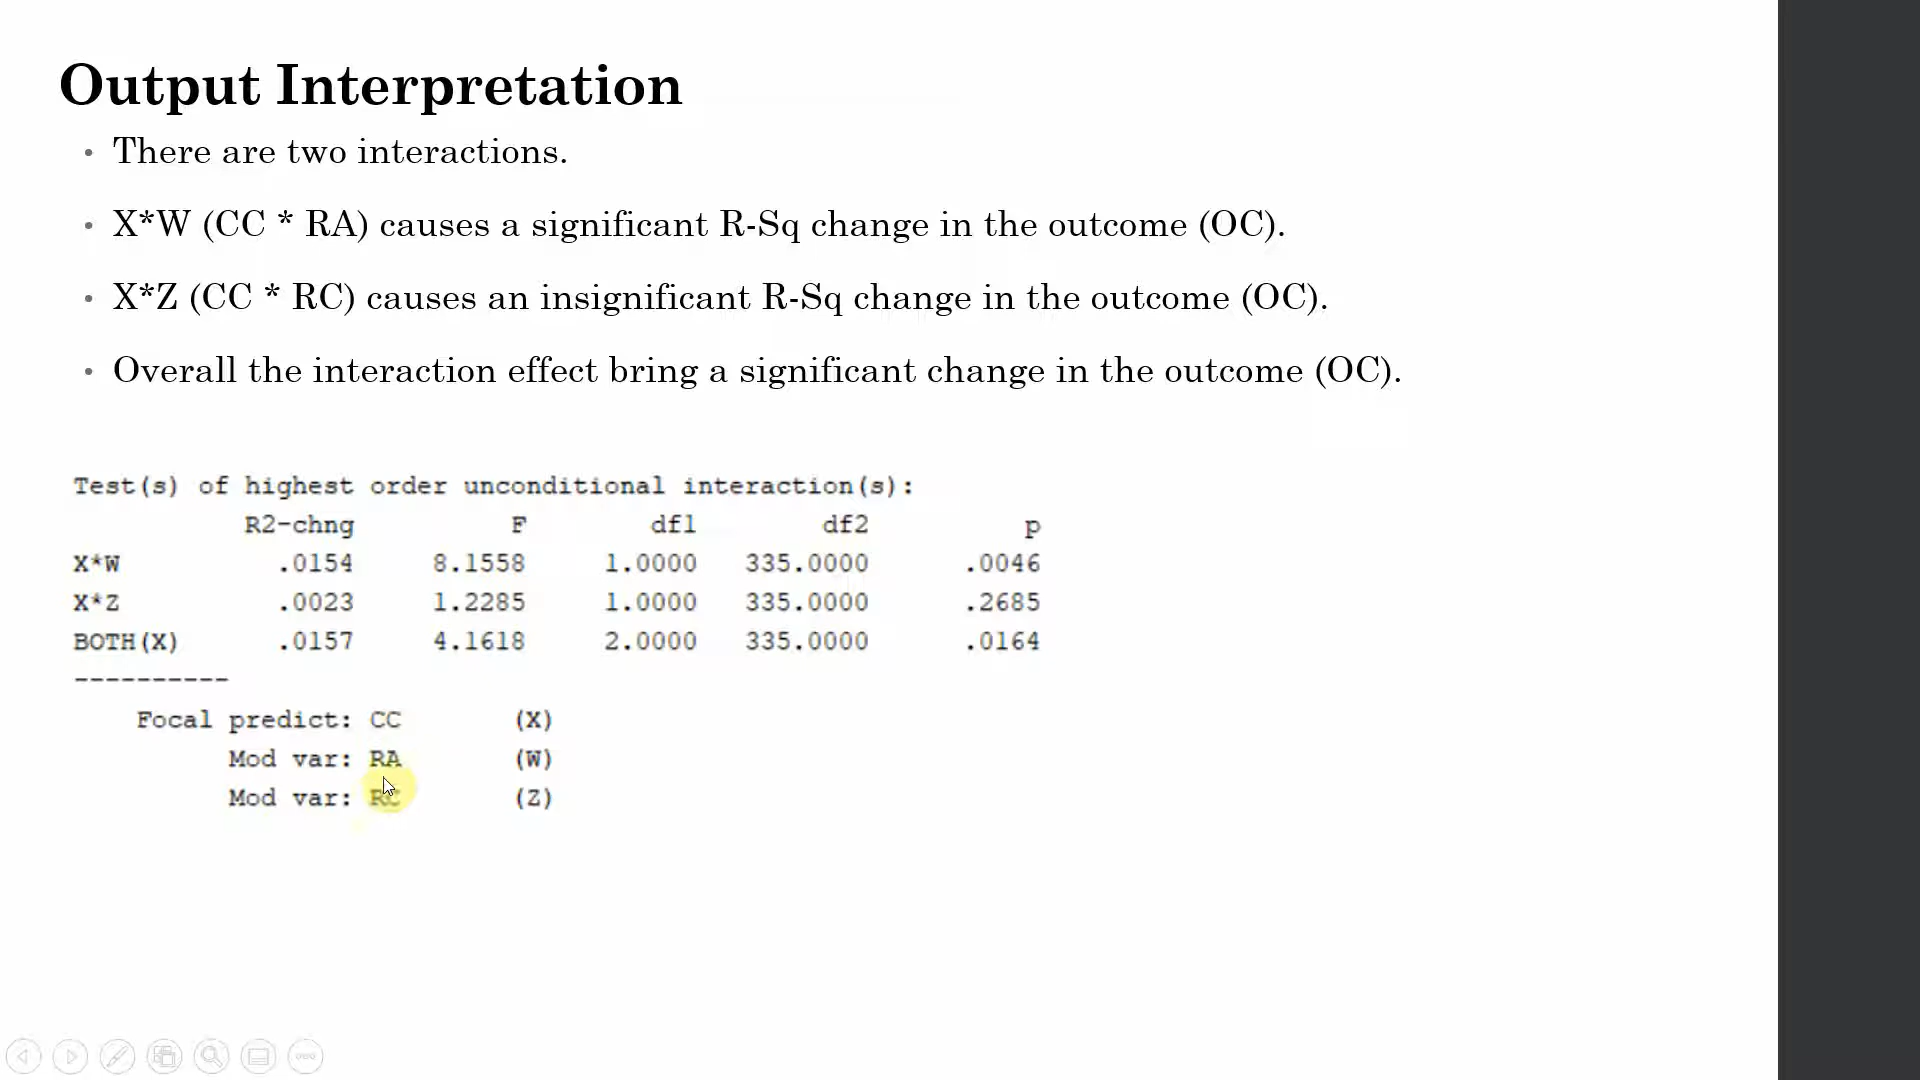 Output Interpretation
• There are two interactions.
• X*W (CC * RA) causes a significant R-Sq change in the outcome (OC).
• X*Z (CC * RC) causes an insignificant R-Sq change in the outcome (OC).
• Overall the interaction effect bring a significant change in the outcome (OC).
Test(s) of highest order unconditional interaction(s):
R2-chng F df1 df2 p
X*W .0154 8.1558 1.0000 335.0000 .0046
X*Z .0023 1.2285 1.0000 335.0000 .2685
BOTH(X) .0157 4.1618 2.0000 335.0000 .0164
----------
Focal predict: CC (X)
Mod var: RA (W)
Mod var: RC (Z)